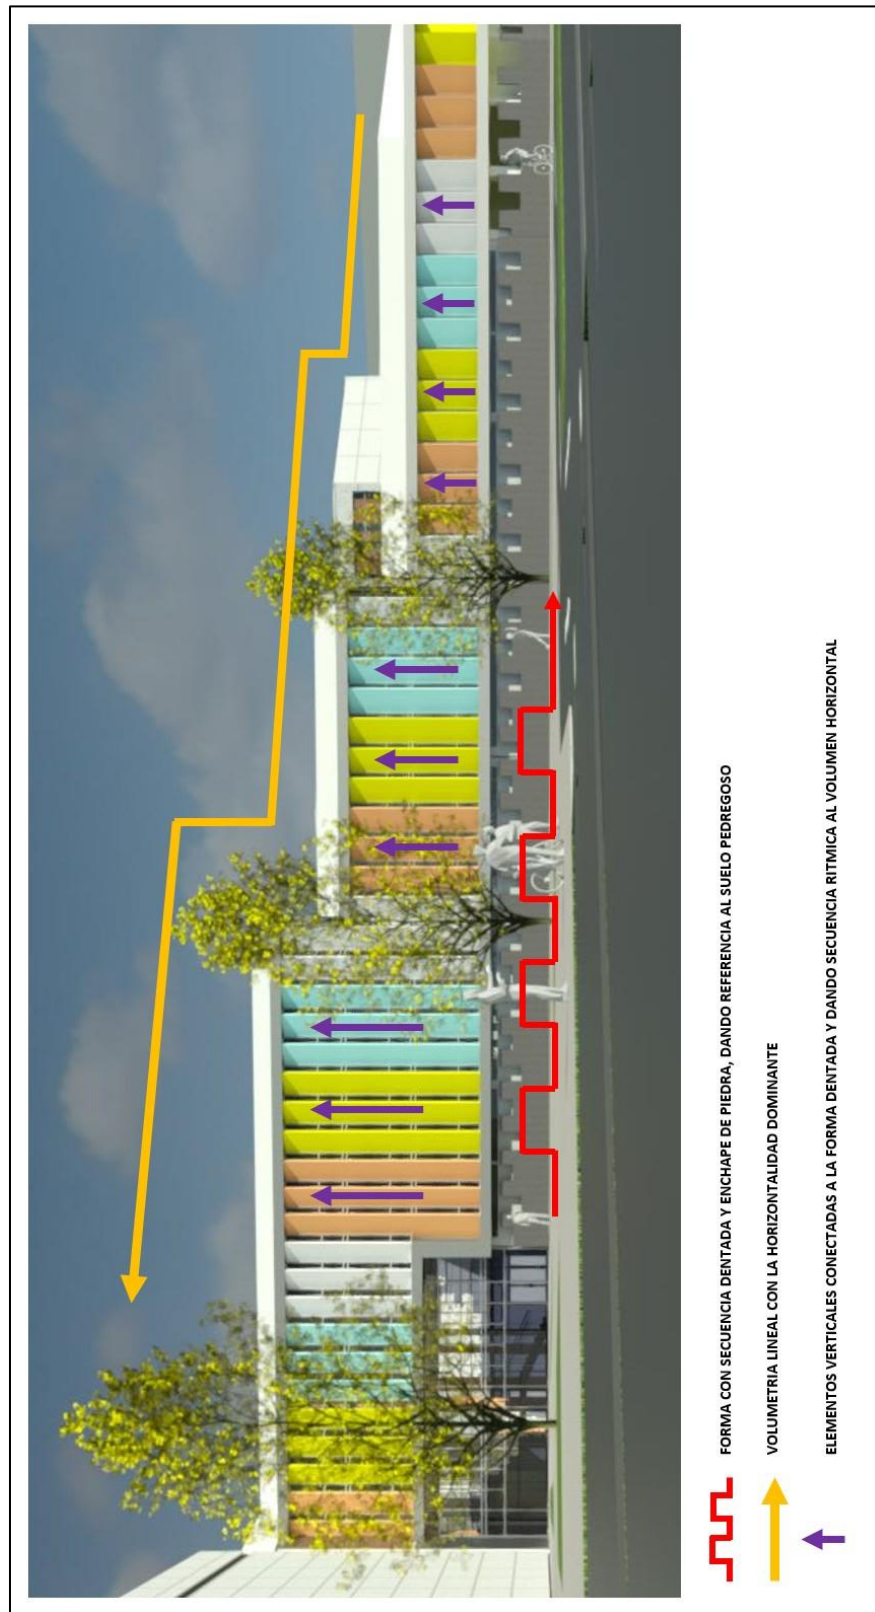 FORMA CON SECUENCIA DENTADA Y ENCHAPE DE PIEDRA, DANDO REFERENCIA AL SUELO PEDREGOSO
VOLUMETRIA LINEAL CON LA HORIZONTALIDAD DOMINANTE
ELEMENTOS VERTICALES CONECTADAS A LA FORMA DENTADA Y DANDO SECUENCIA RITMICA AL VOLUMEN HORIZONTAL